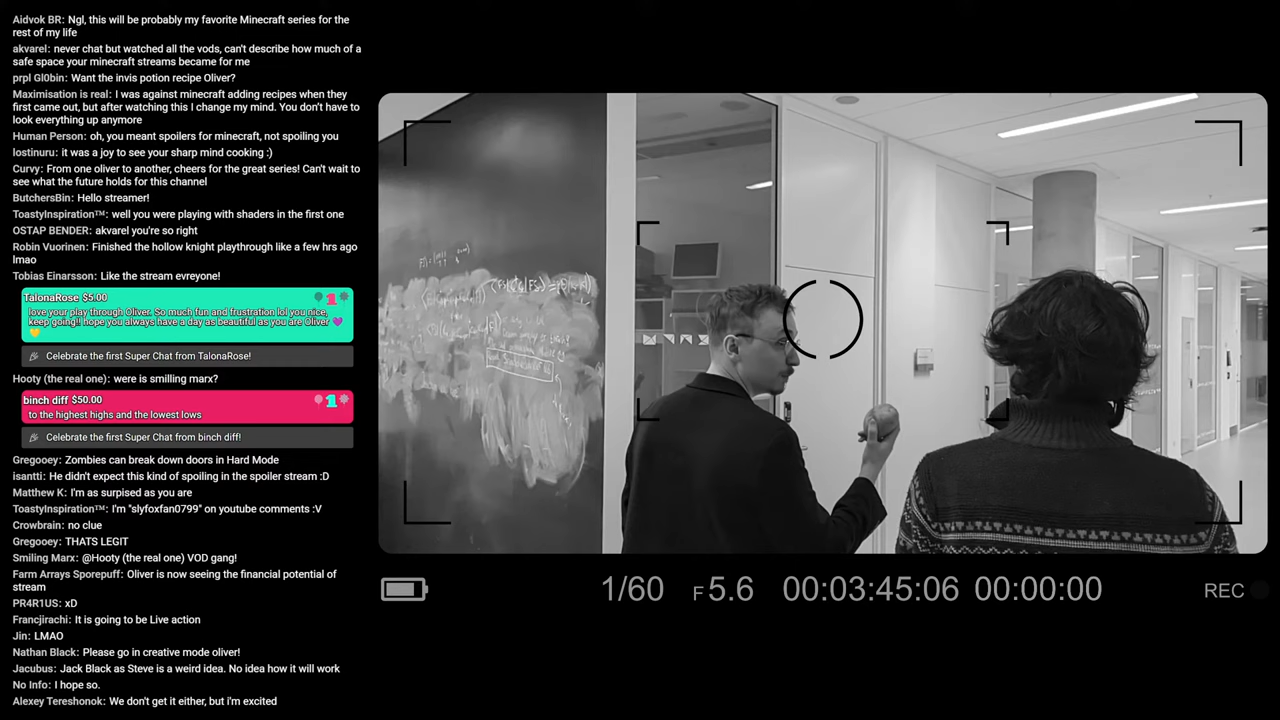 Aidvok BR: Ngl, this will be probably my favorite Minecraft series for the
rest of my life
akvarel: never chat but watched all the vods, can't describe how much of a
safe space your minecraft streams became for me
prpl Gl0bin: Want the invis potion recipe Oliver?
Maximisation is real: I was against minecraft adding recipes when they
first came out, but after watching this I change my mind. You don't have to
look everything up anymore
Human Person: oh, you meant spoilers for minecraft, not spoiling you
lostinuru: it was a joy to see your sharp mind cooking :)
Curvy: From one oliver to another, cheers for the great series! Can't wait to
see what the future holds for this channel
ButchersBin: Hello streamer!
ToastyInspiration™: well you were playing with shaders in the first one
OSTAP BENDER: akvarel you're so right
Robin Vuorinen: Finished the hollow knight playthrough like a few hrs ago
lmao
Tobias Einarsson: Like the stream evreyone!
TalonaRose $5.00
1
love your play through Oliver. So much fun and frustration lol you nice,
keep going!! hope you always have a day as beautiful as you are Oliver 💜
💛
Celebrate the first Super Chat from TalonaRose!
Hooty (the real one): were is smilling marx?
binch diff $50.00
1
to the highest highs and the lowest lows
Celebrate the first Super Chat from binch diff!
Gregooey: Zombies can break down doors in Hard Mode
isantti: He didn't expect this kind of spoiling in the spoiler stream :D
Matthew K: I'm as surpised as you are
ToastyInspiration™: I'm "slyfoxfan0799" on youtube comments :V
Crowbrain: no clue
Gregooey: THATS LEGIT
Smiling Marx: @Hooty (the real one) VOD gang!
Farm Arrays Sporepuff: Oliver is now seeing the financial potential of
stream
PR4R1US: xD
Francjirachi: It is going to be Live action
Jin: LMAO
Nathan Black: Please go in creative mode oliver!
Jacubus: Jack Black as Steve is a weird idea. No idea how it will work
No Info: I hope so.
Alexey Tereshonok: We don't get it either, but i'm excited
1/60 F 5.6 00:03:45:06 00:00:00 REC